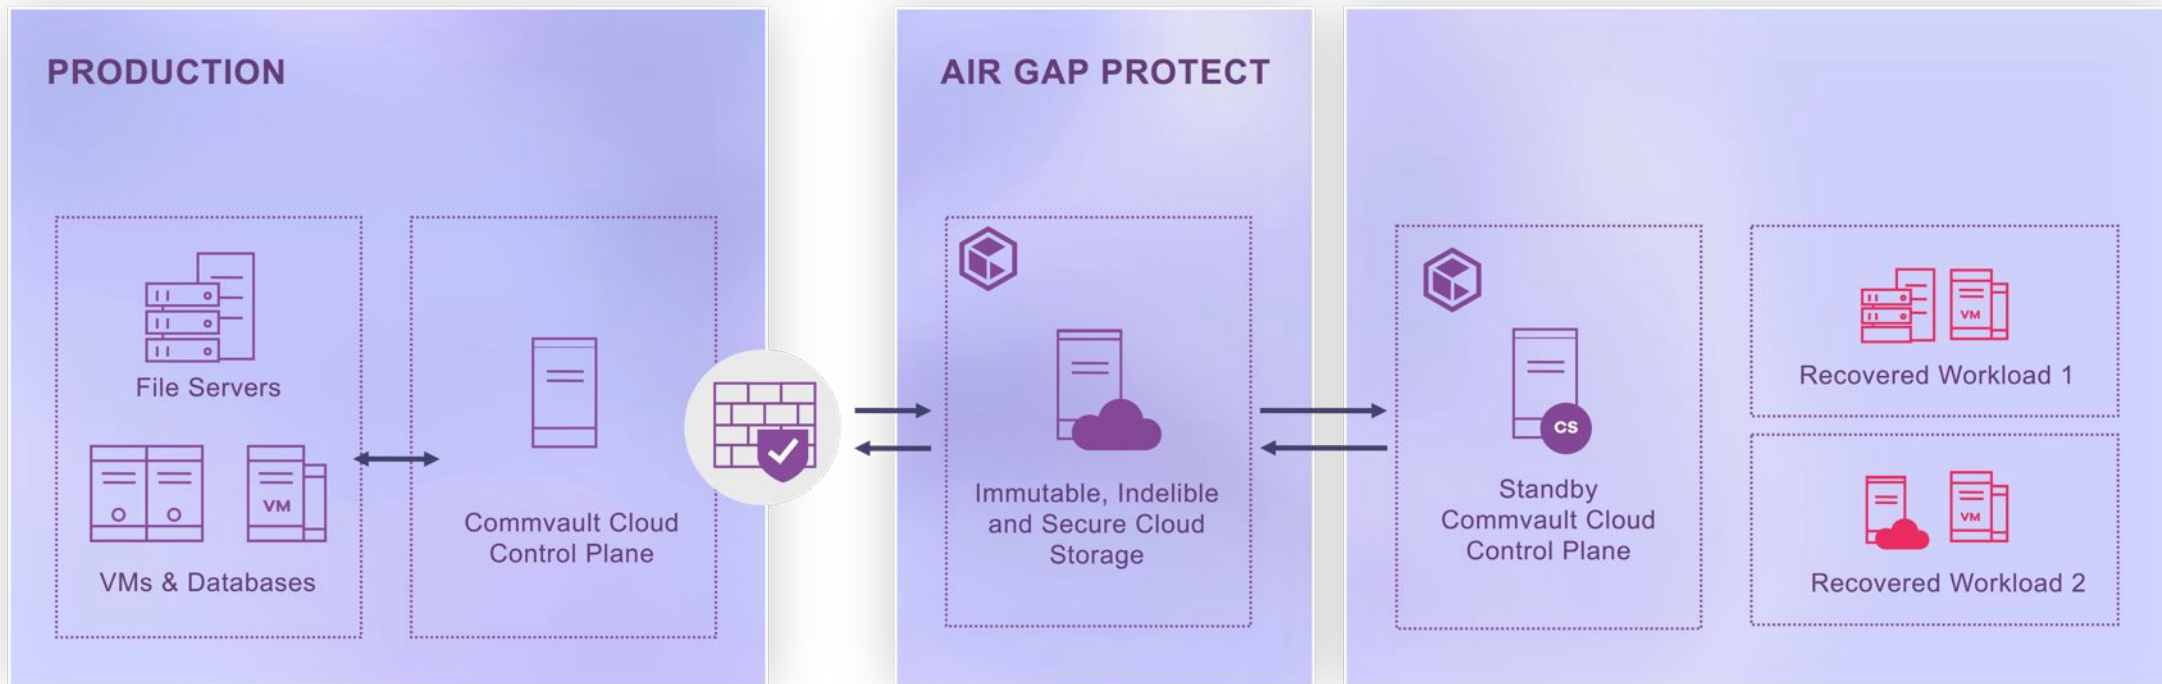 PRODUCTION
File Servers
VM
VMs & Databases
Commvault Cloud
Control Plane
AIR GAP PROTECT
Immutable, Indelible
and Secure Cloud
Storage
CS
Standby
Commvault Cloud
Control Plane
VM
Recovered Workload 1
VM
Recovered Workload 2